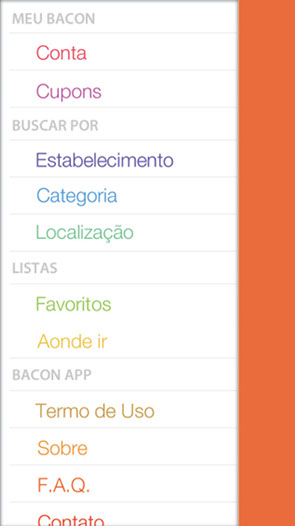 MEU BACON
Conta
Cupons
BUSCAR POR
Estabelecimento
Categoria
Localização
LISTAS
Favoritos
Aonde ir
BACON APP
Termo de Uso
Sobre
F.A.Q.
Contato